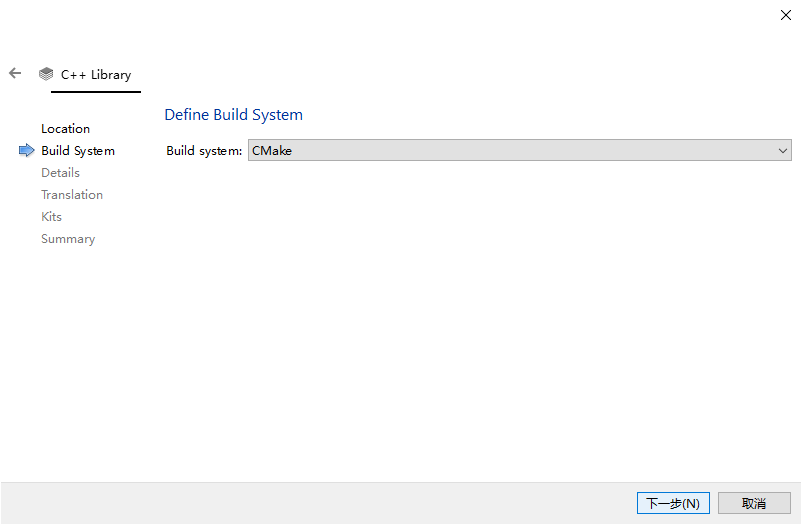 C++ Library
Define Build System
Location
Build System
Details
Translation
Kits
Summary
Build system: CMake
下一步(N)
取消